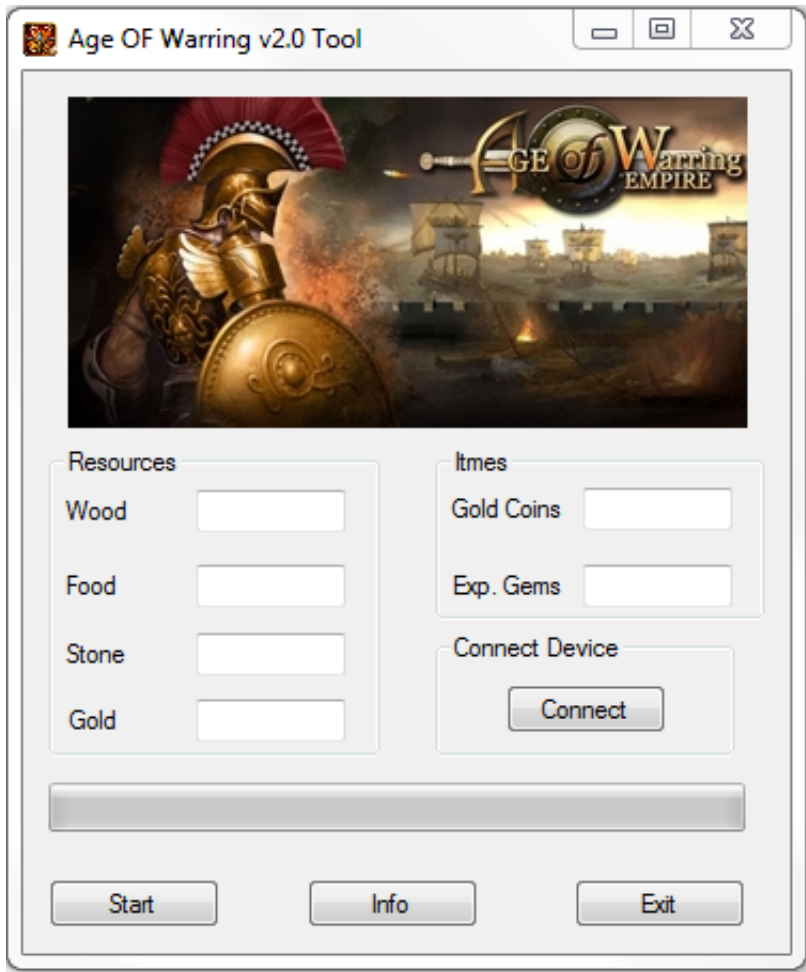 Age OF Warring v2.0 Tool
AGE OF Warring
EMPIRE
Resources
Wood
Food
Stone
Gold
Itmes
Gold Coins
Exp. Gems
Connect Device
Connect
Start
Info
Exit